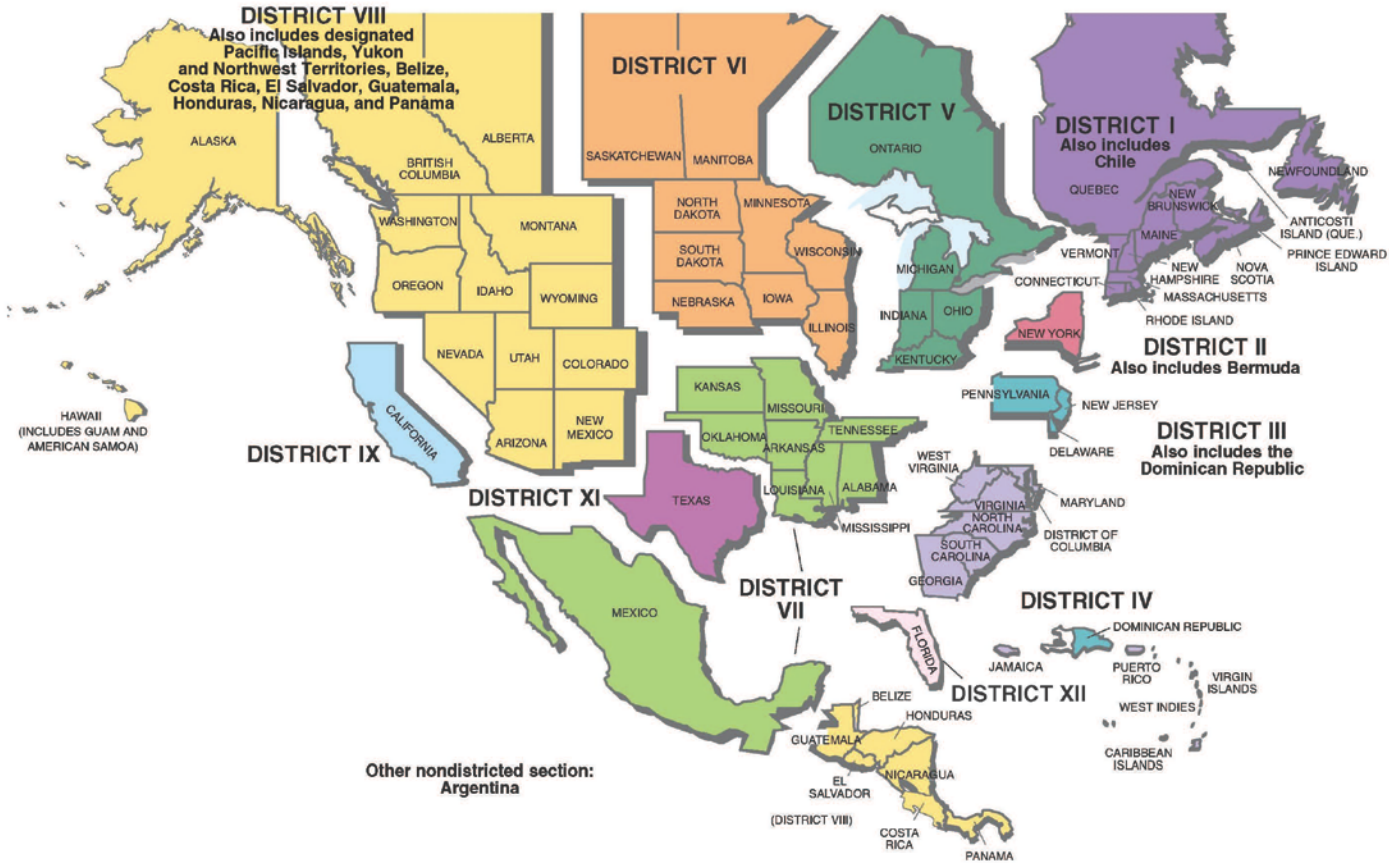 DISTRICT VIII
Also includes designated
Pacific Islands, Yukon
and Northwest Territories, Belize,
Costa Rica, El Salvador, Guatemala,
Honduras, Nicaragua, and Panama
ALASKA
BRITISH
COLUMBIA
ALBERTA
WASHINGTON
MONTANA
OREGON
IDAHO
WYOMING
NEVADA
UTAH
COLORADO
ARIZONA
NEW
MEXICO
HAWAII
(INCLUDES GUAM AND
AMERICAN SAMOA)
DISTRICT IX
CALIFORNIA
DISTRICT VI
SASKATCHEWAN
MANITOBA
NORTH
DAKOTA
MINNESOTA
SOUTH
DAKOTA
WISCONSIN
NEBRASKA
IOWA
ILLINOIS
DISTRICT V
ONTARIO
MICHIGAN
INDIANA
OHIO
KENTUCKY
DISTRICT I
Also includes
Chile
QUEBEC
NEWFOUNDLAND
NEW
BRUNSWICK
ANTICOSTI
ISLAND (QUE.)
MAINE
PRINCE EDWARD
ISLAND
VERMONT
NEW
HAMPSHIRE
NOVA
SCOTIA
CONNECTICUT
MASSACHUSETTS
RHODE ISLAND
NEW YORK
DISTRICT II
Also includes Bermuda
PENNSYLVANIA
NEW JERSEY
DELAWARE
DISTRICT III
Also includes the
Dominican Republic
KANSAS
MISSOURI
OKLAHOMA
ARKANSAS
TENNESSEE
LOUISIANA
ALABAMA
MISSISSIPPI
DISTRICT XI
TEXAS
DISTRICT
VII
MEXICO
WEST
VIRGINIA
MARYLAND
VIRGINIA
NORTH
CAROLINA
DISTRICT OF
COLUMBIA
SOUTH
CAROLINA
GEORGIA
DISTRICT IV
FLORIDA
DISTRICT XII
DOMINICAN REPUBLIC
JAMAICA
PUERTO
RICO
VIRGIN
ISLANDS
WEST INDIES
CARIBBEAN
ISLANDS
BELIZE
HONDURAS
GUATEMALA
NICARAGUA
EL
SALVADOR
(DISTRICT VIII)
COSTA
RICA
PANAMA
Other nondistricted section:
Argentina